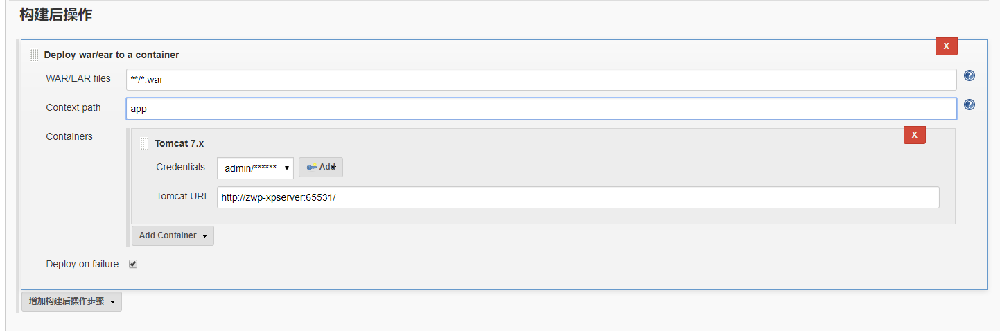 构建后操作
X
Deploy war/ear to a container
WAR/EAR files **/*.war
Context path app
Containers
X
Tomcat 7.x
Credentials admin/****** Add
Tomcat URL http://zwp-xpserver:65531/
Add Container
Deploy on failure
增加构建后操作步骤